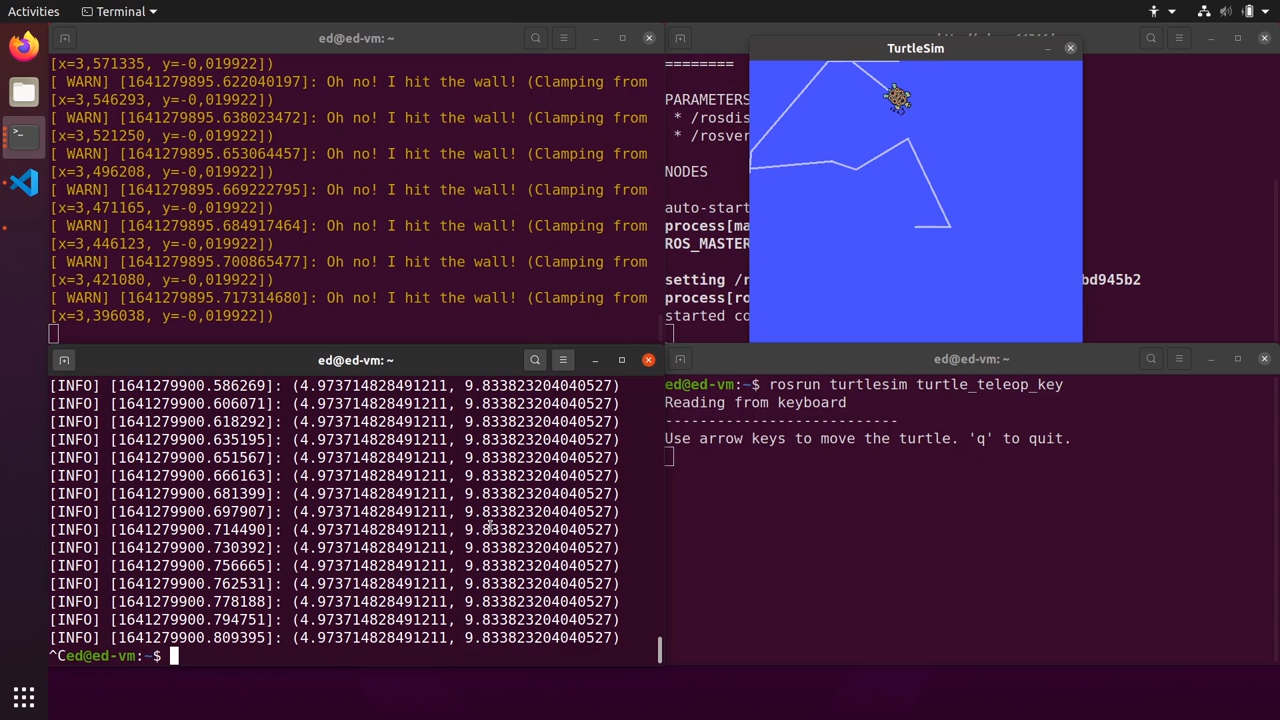 Activities
Terminal
ed@ed-vm: ~
[x=3,571335, y=-0,019922])
[ WARN] [1641279895.622040197]: Oh no! I hit the wall! (Clamping from
[x=3,546293, y=-0,019922])
[ WARN] [1641279895.638023472]: Oh no! I hit the wall! (Clamping from
[x=3,521250, y=-0,019922])
[ WARN] [1641279895.653064457]: Oh no! I hit the wall! (Clamping from
[x=3,496208, y=-0,019922])
[ WARN] [1641279895.669222795]: Oh no! I hit the wall! (Clamping from
[x=3,471165, y=-0,019922])
[ WARN] [1641279895.684917464]: Oh no! I hit the wall! (Clamping from
[x=3,446123, y=-0,019922])
[ WARN] [1641279895.700865477]: Oh no! I hit the wall! (Clamping from
[x=3,421080, y=-0,019922])
[ WARN] [1641279895.717314680]: Oh no! I hit the wall! (Clamping from
[x=3,396038, y=-0,019922])
========
PARAMETERS
* /rosdis
* /rosver
NODES
auto-start
process[ma
ROS_MASTER
setting /r
bd945b2
process[ro
started co
TurtleSim
ed@ed-vm: ~
[INFO] [1641279900.586269]: (4.973714828491211, 9.833823204040527)
[INFO] [1641279900.606071]: (4.973714828491211, 9.833823204040527)
[INFO] [1641279900.618292]: (4.973714828491211, 9.833823204040527)
[INFO] [1641279900.635195]: (4.973714828491211, 9.833823204040527)
[INFO] [1641279900.651567]: (4.973714828491211, 9.833823204040527)
[INFO] [1641279900.666163]: (4.973714828491211, 9.833823204040527)
[INFO] [1641279900.681399]: (4.973714828491211, 9.833823204040527)
[INFO] [1641279900.697907]: (4.973714828491211, 9.833823204040527)
[INFO] [1641279900.714490]: (4.973714828491211, 9.833823204040527)
[INFO] [1641279900.730392]: (4.973714828491211, 9.833823204040527)
[INFO] [1641279900.756665]: (4.973714828491211, 9.833823204040527)
[INFO] [1641279900.762531]: (4.973714828491211, 9.833823204040527)
[INFO] [1641279900.778188]: (4.973714828491211, 9.833823204040527)
[INFO] [1641279900.794751]: (4.973714828491211, 9.833823204040527)
[INFO] [1641279900.809395]: (4.973714828491211, 9.833823204040527)
^Ced@ed-vm:~$
ed@ed-vm: ~
ed@ed-vm:~$ rosrun turtlesim turtle_teleop_key
Reading from keyboard
---------------------------
Use arrow keys to move the turtle. 'q' to quit.